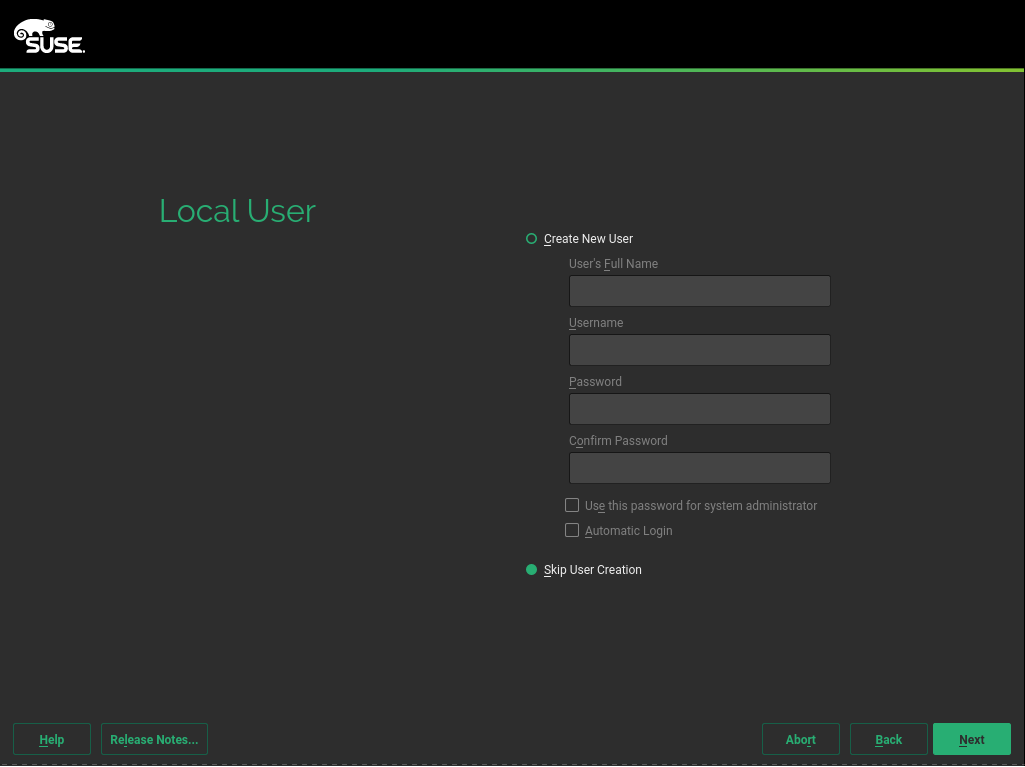 SUSE.
Local User
Create New User
User's Full Name
Username
Password
Confirm Password
Use this password for system administrator
Automatic Login
Skip User Creation
Help Release Notes... Abort Back Next